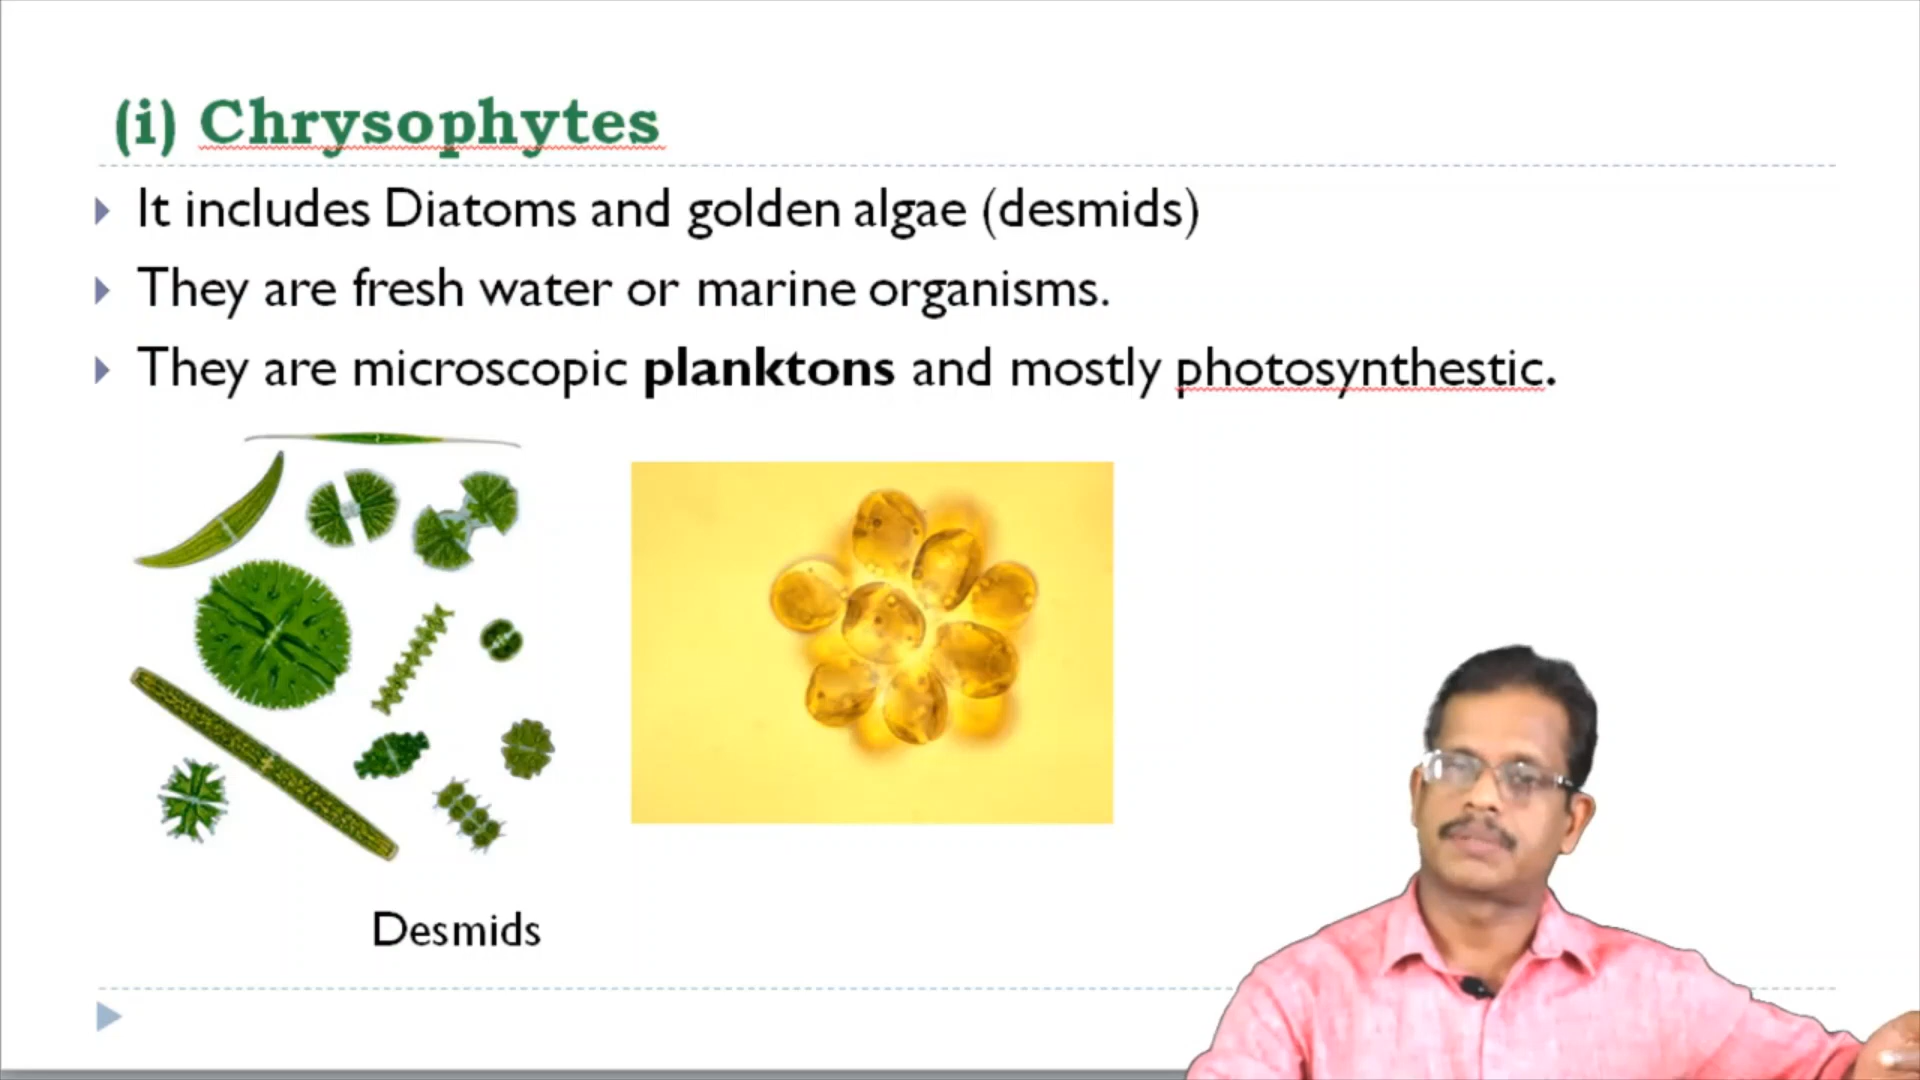 (i) Chrysophytes
It includes Diatoms and golden algae (desmids)
They are fresh water or marine organisms.
They are microscopic planktons and mostly photosynthestic.
Desmids